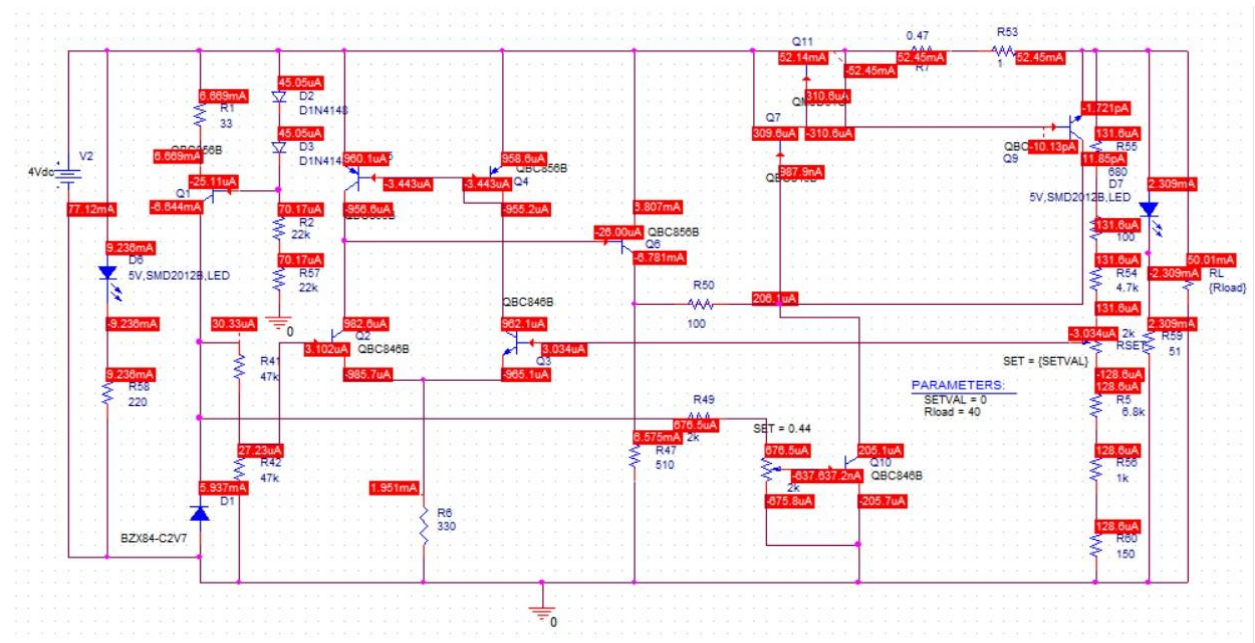 0.47
R53
Q11
52.14mA
52.45mA
52.45mA
-52.45mA
1
R7
45.05uA
D2
D1N4148
6.669mA
R1
33
310.6uA
Q7
309.6uA
-310.6uA
-1.721pA
131.6uA
R55
-10.13pA
Q9
11.85pA
680
45.05uA
D3
V2
4Vdc
6.669mA
-25.11uA
Q1
-6.644mA
960.1uA
-3.443uA
-956.6uA
958.6uA
QBC856B
-3.443uA
Q4
-955.2uA
987.9nA
D7
5V,SMD2012B,LED
2.309mA
77.12mA
70.17uA
R2
22k
3.807mA
-26.00uA
QBC856B
Q6
-6.781mA
131.6uA
100
9.236mA
D6
5V,SMD2012B,LED
70.17uA
R57
22k
131.6uA
R54
4.7k
50.01mA
-2.309mA
RL
{Rload}
R50
100
206.1uA
131.6uA
-9.236mA
0
30.33uA
982.6uA
Q2
3.102uA
QBC846B
-985.7uA
QBC846B
962.1uA
3.034uA
Q3
-965.1uA
-3.034uA
2k
RSET
SET = {SETVAL}
2.309mA
R59
51
R41
47k
9.236mA
R58
220
-128.6uA
128.6uA
R5
6.8k
PARAMETERS:
SETVAL = 0
Rload = 40
R49
676.5uA
2k
SET = 0.44
6.575mA
R47
510
27.23uA
R42
47k
676.5uA
205.1uA
Q10
QBC846B
2k
-675.8uA
-205.7uA
128.6uA
R56
1k
5.937mA
D1
BZX84-C2V7
1.951mA
R6
330
128.6uA
R60
150
0